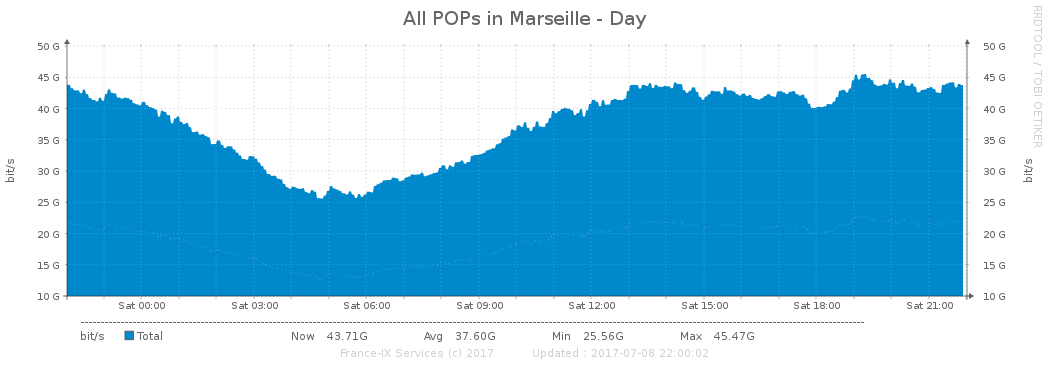 All POPs in Marseille - Day
RRDTOOL / TOBI OETIKER
bit/s
50 G
45 G
40 G
35 G
30 G
25 G
20 G
15 G
10 G
50 G
45 G
40 G
35 G
30 G
25 G
20 G
15 G
10 G
bit/s
Sat 00:00 Sat 03:00 Sat 06:00 Sat 09:00 Sat 12:00 Sat 15:00 Sat 18:00 Sat 21:00
bit/s Total Now 43.71G Avg 37.60G Min 25.56G Max 45.47G
France-IX Services (c) 2017 Updated : 2017-07-08 22:00:02